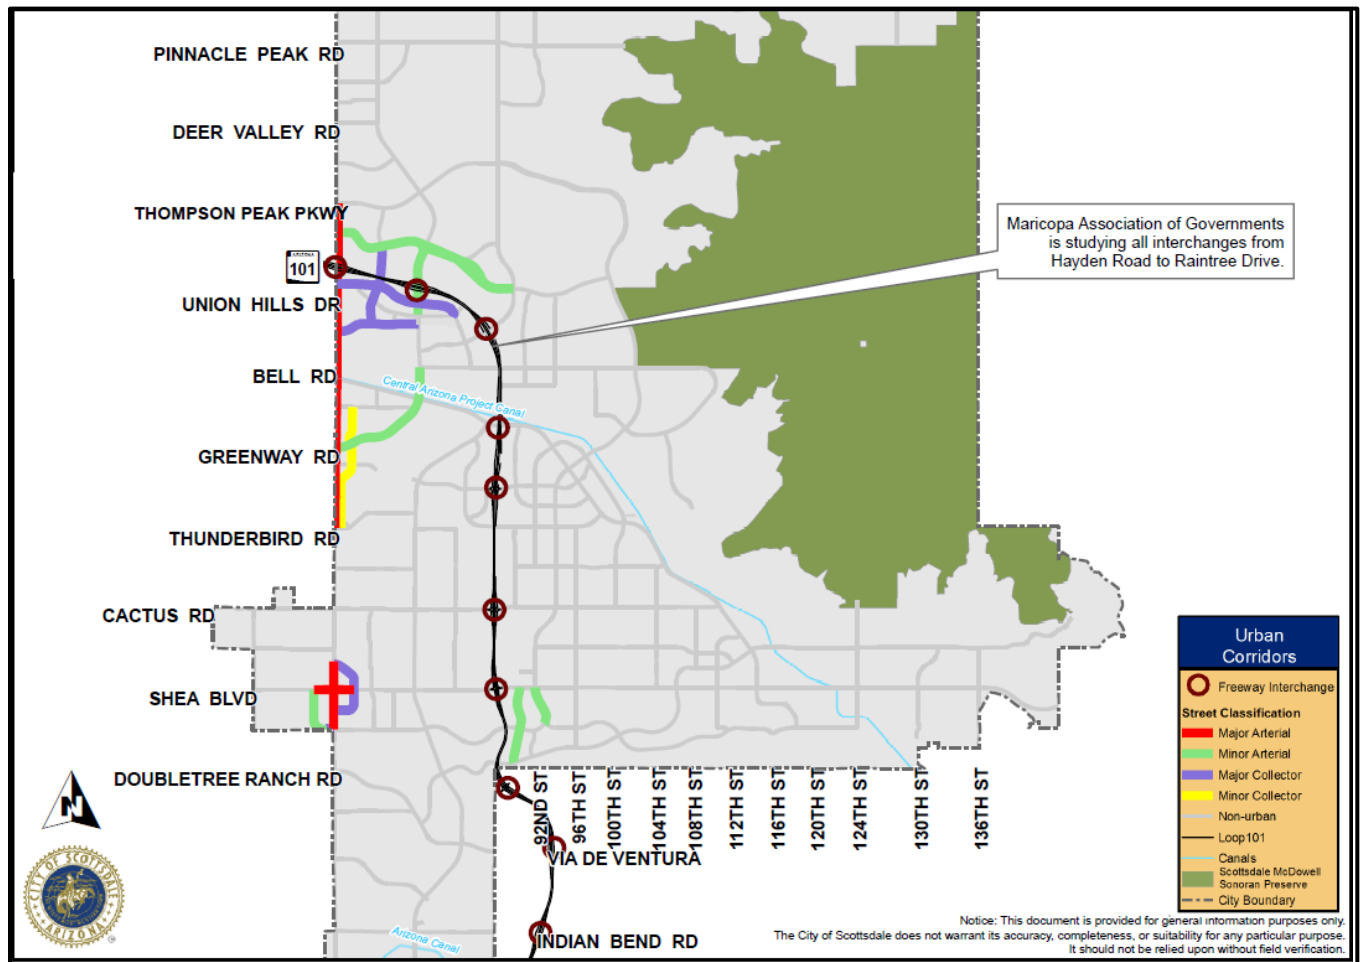 PINNACLE PEAK RD
DEER VALLEY RD
THOMPSON PEAK PKWY
ARIZONA
101
UNION HILLS DR
BELL RD
GREENWAY RD
THUNDERBIRD RD
CACTUS RD
SHEA BLVD
DOUBLETREE RANCH RD
Maricopa Association of Governments
is studying all interchanges from
Hayden Road to Raintree Drive.
Central Arizona Project Canal
92ND ST
96TH ST
100TH ST
104TH ST
108TH ST
112TH ST
116TH ST
120TH ST
124TH ST
130TH ST
136TH ST
VIA DE VENTURA
Arizona Canal
INDIAN BEND RD
N
CITY OF SCOTTSDALE
ARIZONA
Urban
Corridors
Freeway Interchange
Street Classification
Major Arterial
Minor Arterial
Major Collector
Minor Collector
Non-urban
Loop101
Canals
Scottsdale McDowell
Sonoran Preserve
City Boundary
Notice: This document is provided for general information purposes only.
The City of Scottsdale does not warrant its accuracy, completeness, or suitability for any particular purpose.
It should not be relied upon without field verification.